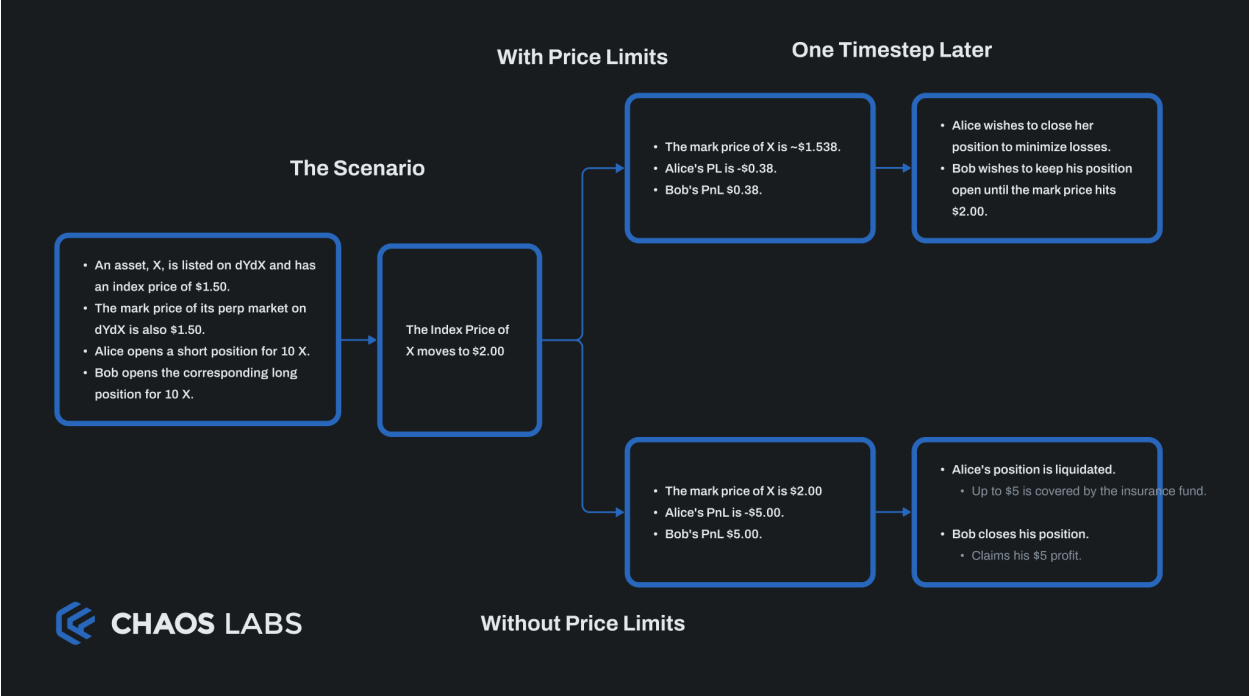 With Price Limits
One Timestep Later
The Scenario
• An asset, X, is listed on dYdX and has
an index price of $1.50.
• The mark price of its perp market on
dYdX is also $1.50.
• Alice opens a short position for 10 X.
• Bob opens the corresponding long
position for 10 X.
The Index Price of
X moves to $2.00
• The mark price of X is ~$1.538.
• Alice's PL is -$0.38.
• Bob's PnL $0.38.
• Alice wishes to close her
position to minimize losses.
• Bob wishes to keep his position
open until the mark price hits
$2.00.
• The mark price of X is $2.00
• Alice's PnL is -$5.00.
• Bob's PnL $5.00.
• Alice's position is liquidated.
• Up to $5 is covered by the insurance fund.
• Bob closes his position.
• Claims his $5 profit.
Without Price Limits
CHAOS LABS